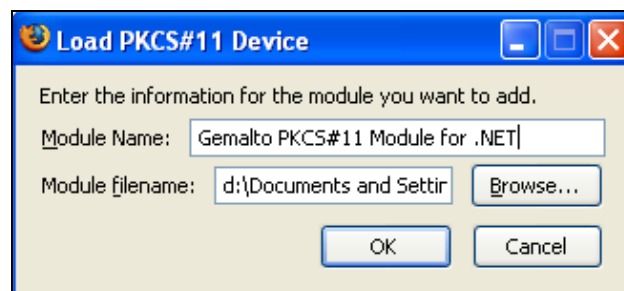 Load PKCS#11 Device
Enter the information for the module you want to add.
Module Name: Gemalto PKCS#11 Module for .NET
Module filename: d:\Documents and Settir Browse...
OK Cancel